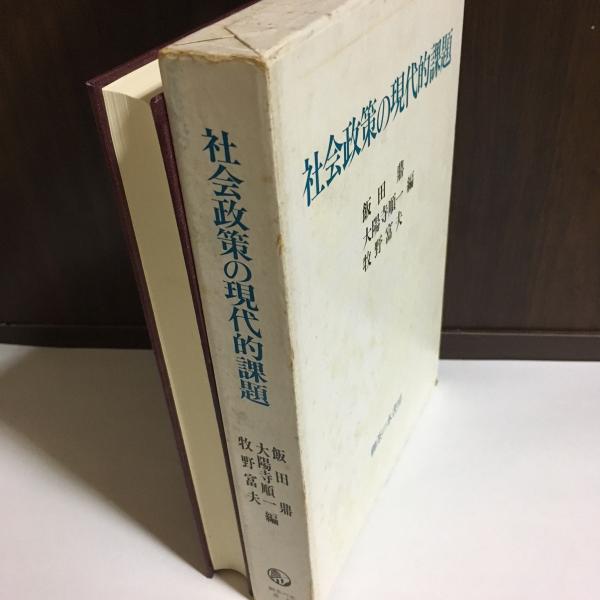 社会政策の現代的課題
飯田鼎
大陽寺順一編
牧野富夫
社会政策の現代的課題
飯田鼎
大陽寺順一編
牧野富夫